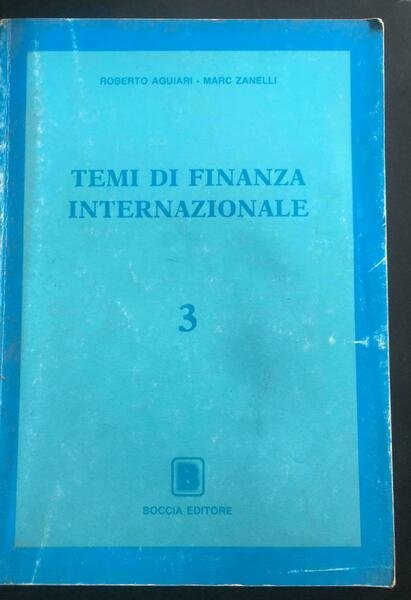 ROBERTO AGUIARI - MARC ZANELLI
TEMI DI FINANZA
INTERNAZIONALE
3
B
BOCCIA EDITORE